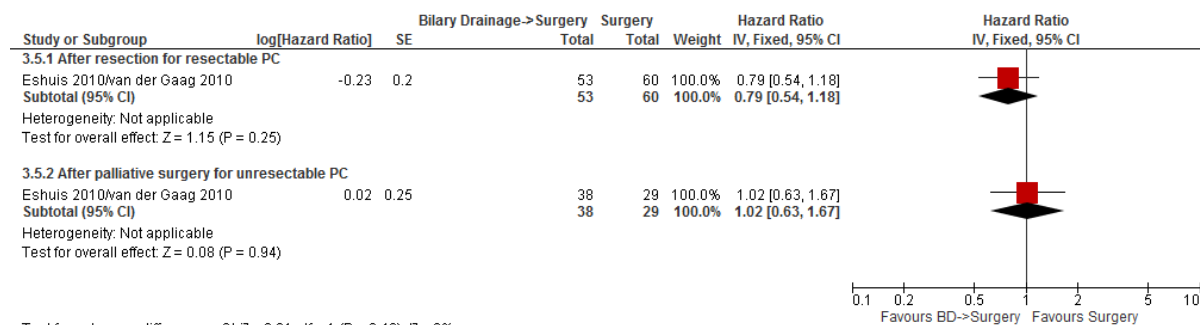 Bilary Drainage->Surgery Surgery Hazard Ratio Hazard Ratio
Study or Subgroup log[Hazard Ratio] SE Total Total Weight IV, Fixed, 95% CI IV, Fixed, 95% CI
3.5.1 After resection for resectable PC
Eshuis 2010/van der Gaag 2010 -0.23 0.2 53 60 100.0% 0.79 [0.54, 1.18]
Subtotal (95% CI) 53 60 100.0% 0.79 [0.54, 1.18]
Heterogeneity: Not applicable
Test for overall effect: Z = 1.15 (P = 0.25)
3.5.2 After palliative surgery for unresectable PC
Eshuis 2010/van der Gaag 2010 0.02 0.25 38 29 100.0% 1.02 [0.63, 1.67]
Subtotal (95% CI) 38 29 100.0% 1.02 [0.63, 1.67]
Heterogeneity: Not applicable
Test for overall effect: Z = 0.08 (P = 0.94)
0.1 0.2 0.5 1 2 5 10
Favours BD->Surgery Favours Surgery